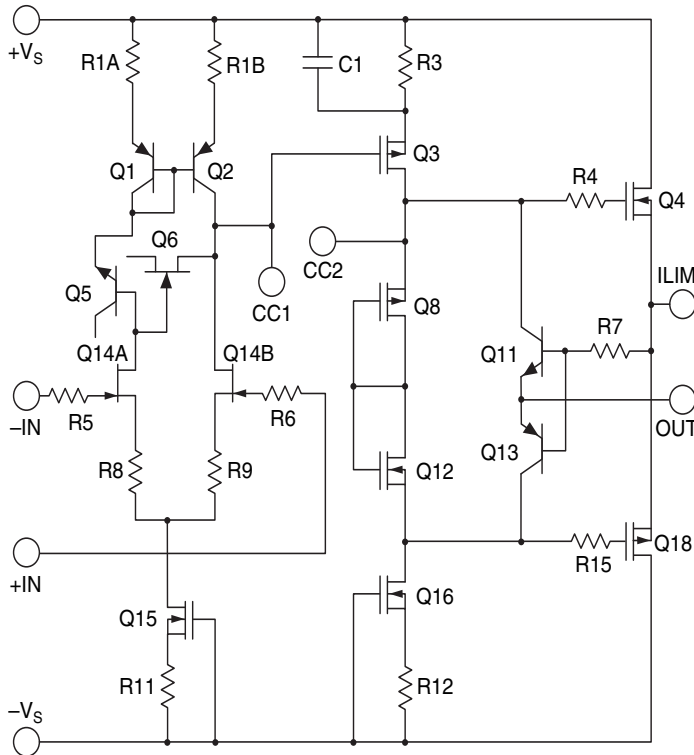 +VS
R1A
R1B
C1
R3
Q1
Q2
Q3
R4
Q4
Q6
CC2
ILIM
Q5
CC1
Q8
R7
Q14A
Q14B
Q11
–IN
R5
R6
OUT
R8
R9
Q12
Q13
+IN
R15
Q18
Q15
Q16
R11
R12
–VS